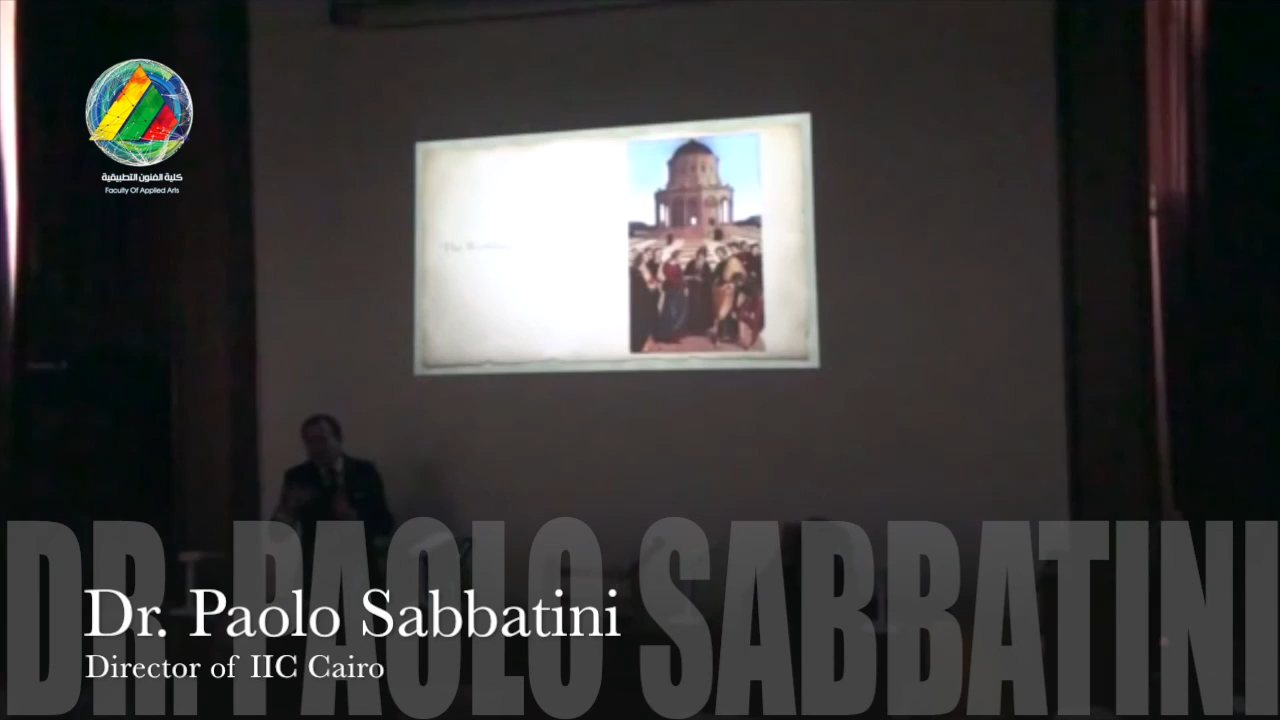 كلية الفنون التطبيقية
Faculty Of Applied Arts
DR. PAOLO SABBATINI
Dr. Paolo Sabbatini
Director of IIC Cairo